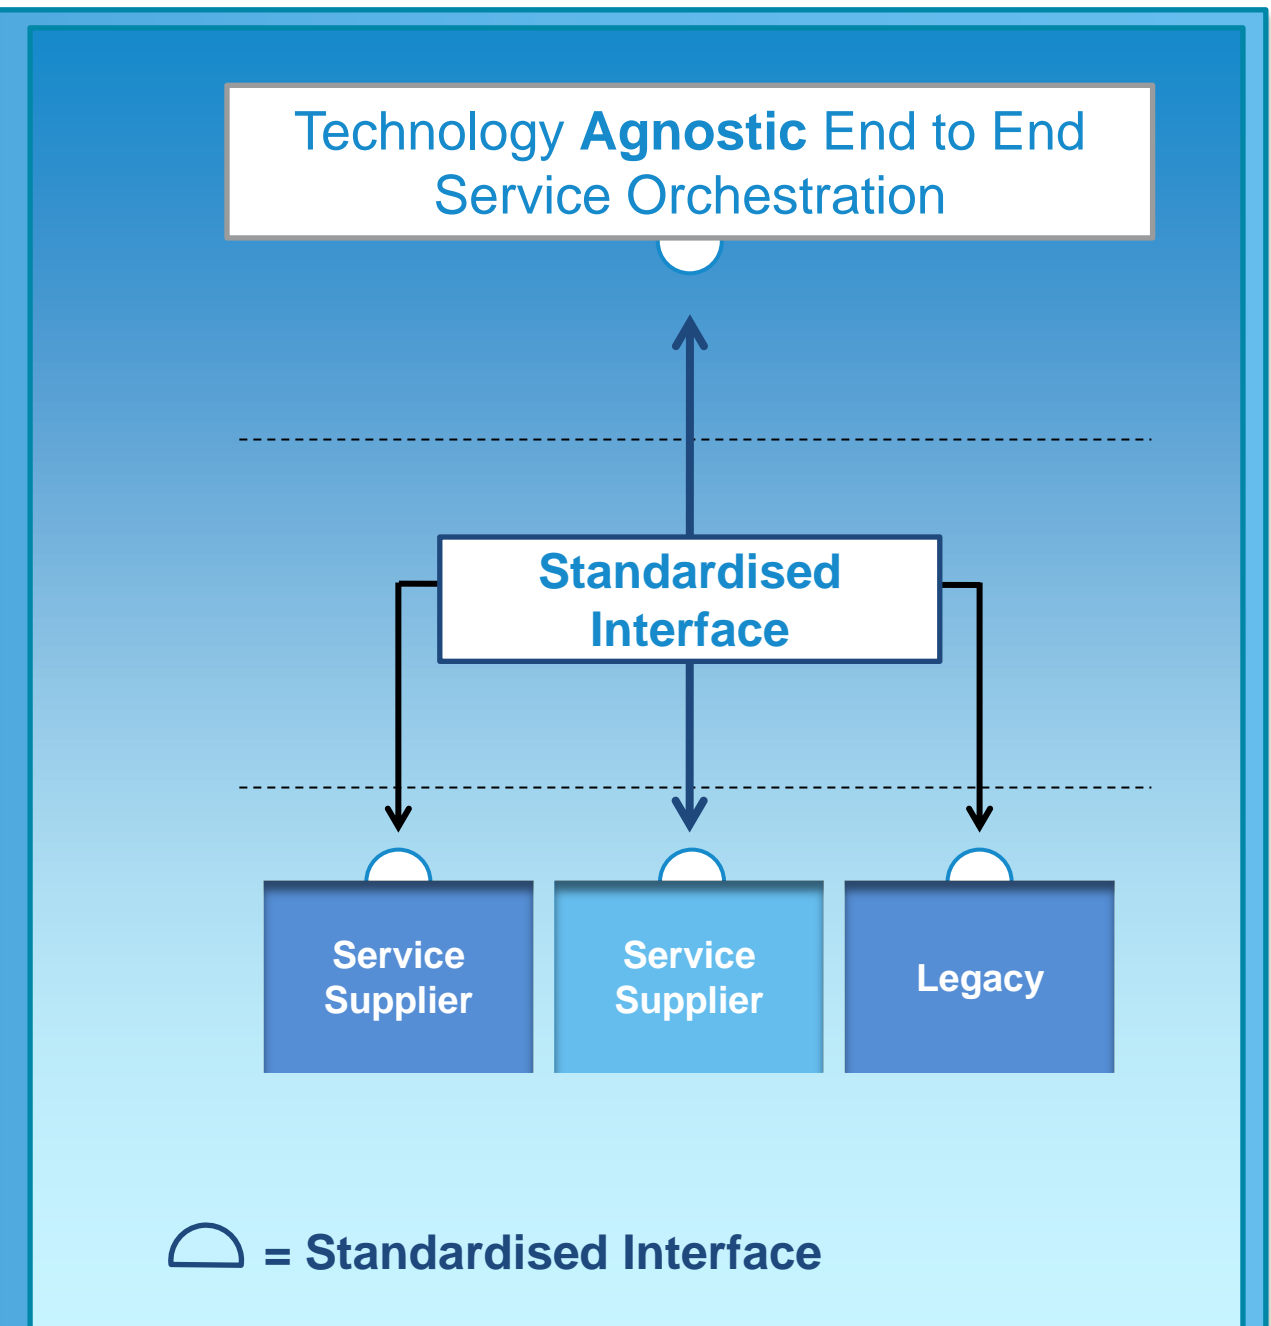 Technology Agnostic End to End
Service Orchestration
Standardised
Interface
Service
Supplier
Service
Supplier
Legacy
= Standardised Interface